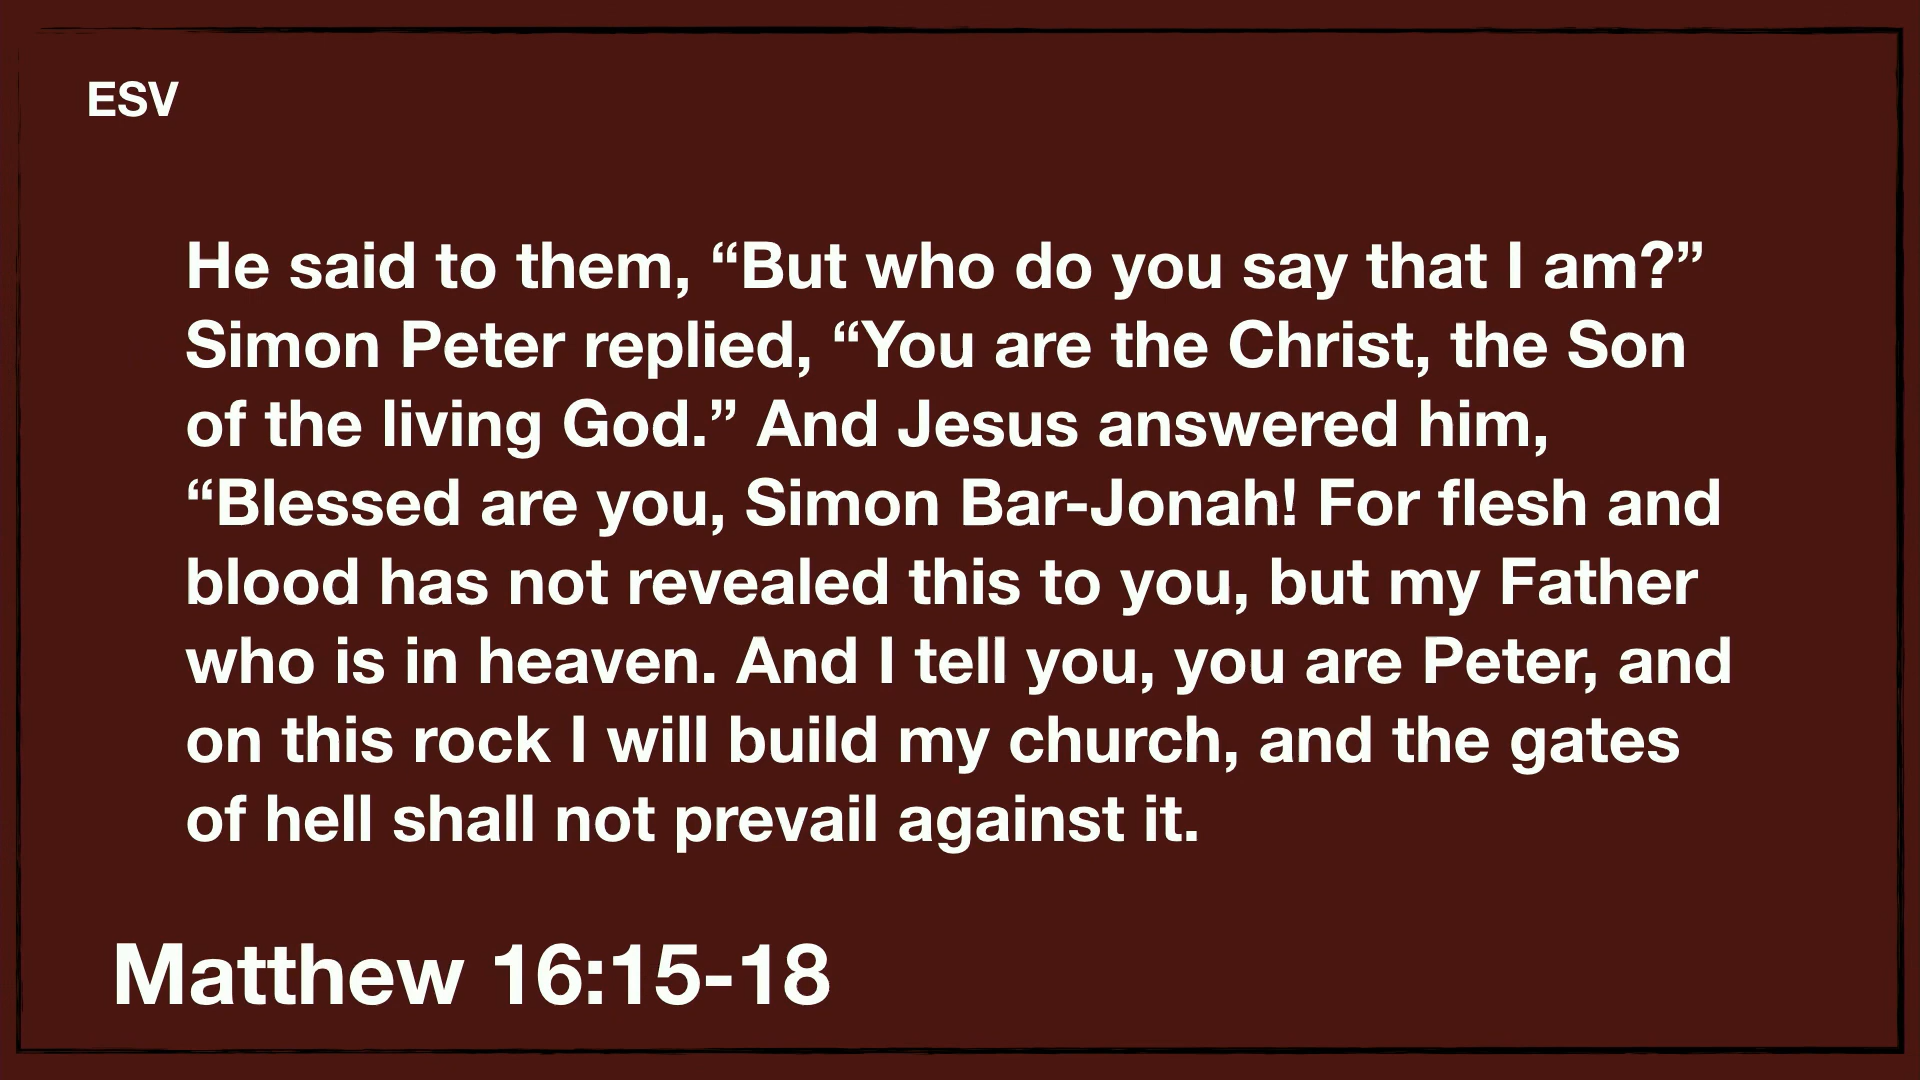 ESV
He said to them, “But who do you say that I am?”
Simon Peter replied, “You are the Christ, the Son
of the living God.” And Jesus answered him,
“Blessed are you, Simon Bar-Jonah! For flesh and
blood has not revealed this to you, but my Father
who is in heaven. And I tell you, you are Peter, and
on this rock I will build my church, and the gates
of hell shall not prevail against it.
Matthew 16:15-18